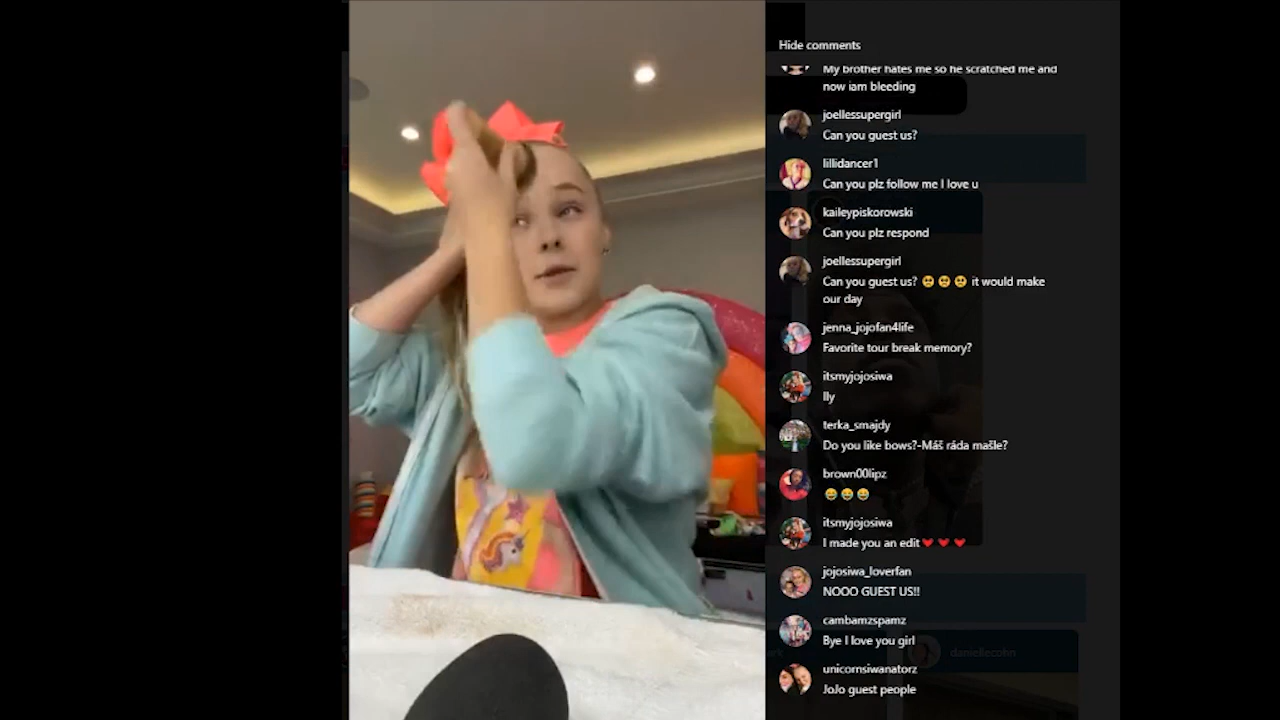 Hide comments
My brother hates me so he scratched me and
now iam bleeding
joellessupergirl
Can you guest us?
lillidancer1
Can you plz follow me I love u
kaileypiskorowski
Can you plz respond
joellessupergirl
Can you guest us? 🥺 🥺 🥺 it would make
our day
jenna_jojofan4life
Favorite tour break memory?
itsmyjojosiwa
Ily
terka_smajdy
Do you like bows?-Máš ráda mašle?
brown00lipz
😂 😂 😂
itsmyjojosiwa
I made you an edit❤️ ❤️ ❤️
jojosiwa_loverfan
NOOO GUEST US!!
cambamzspamz
Bye I love you girl
daniellecohn
unicornsiwanatorz
JoJo guest people